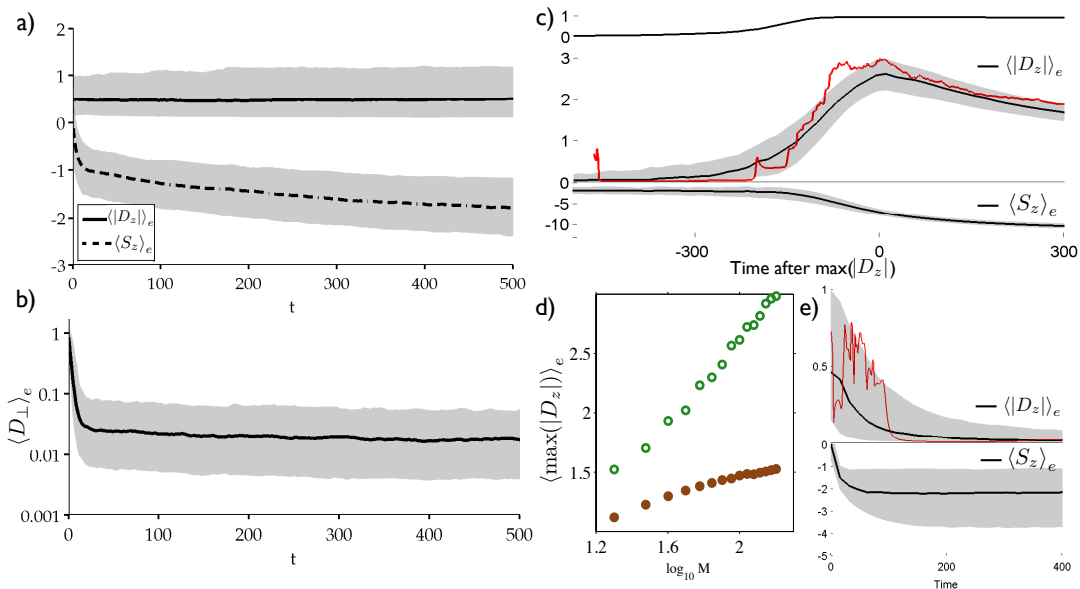 a)
2
1
0
-1
-2
-3
⟨|D_z|⟩_e
⟨S_z⟩_e
0 100 200 300 400 500
t
b)
1
0.1
0.01
0.001
⟨D_⊥⟩_e
0 100 200 300 400 500
t
c)
1
0
3
2
1
0
-5
-10
⟨|D_z|⟩_e
⟨S_z⟩_e
-300 0 300
Time after max(|D_z|)
d)
2.5
2
1.5
⟨max(|D_z|)⟩_e
1.2 1.6 2
log_10 M
e)
1
0.5
⟨|D_z|⟩_e
0
-1
-2
-3
-4
-5
⟨S_z⟩_e
0 200 400
Time